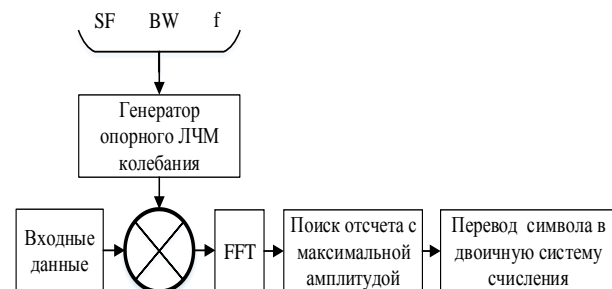 SF BW f
Генератор
опорного ЛЧМ
колебания
Входные
данные
FFT
Поиск отсчета с
максимальной
амплитудой
Перевод символа в
двоичную систему
счисления